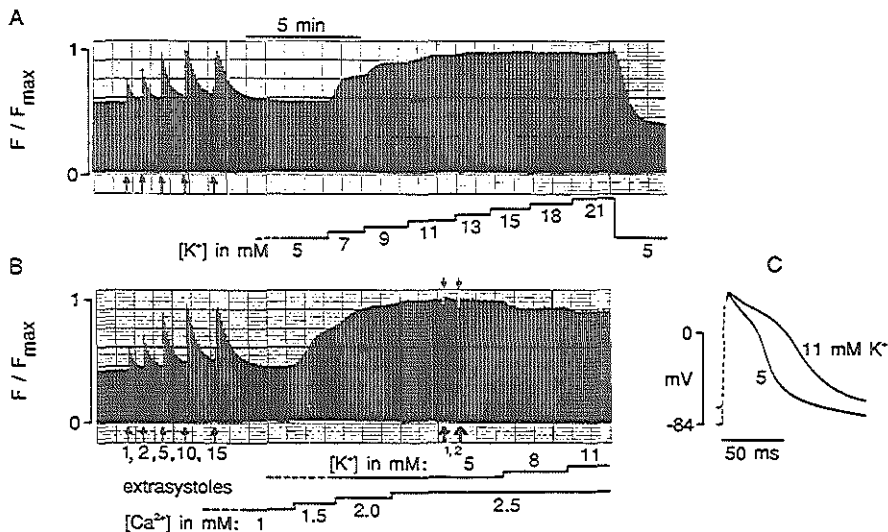 A
5 min
1
F / Fmax
0
7 9 11 13 15 18 21
[K+] in mM 5 5
B
C
1
F / Fmax
0
0
mV
-84
11 mM K+
5
50 ms
1, 2, 5, 10, 15
1, 2
[K+] in mM: 5 8 11
extrasystoles
[Ca2+] in mM: 1 1.5 2.0 2.5